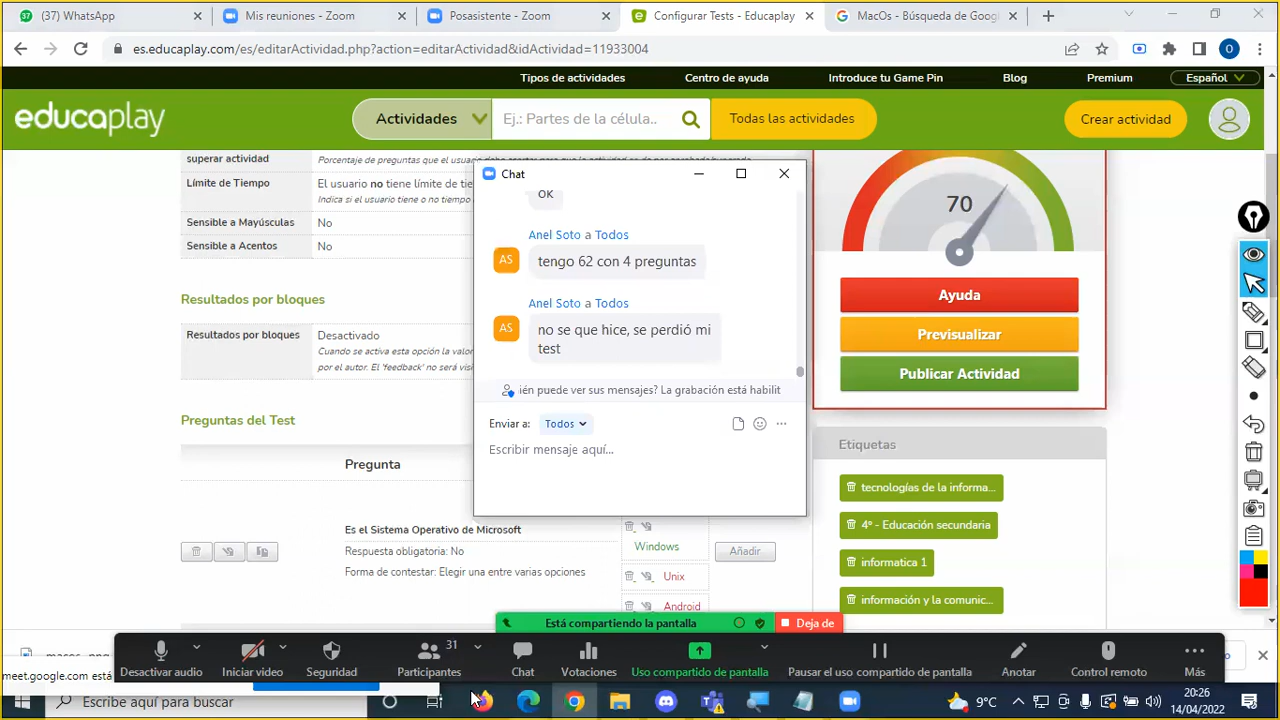 (37) WhatsApp
Mis reuniones - Zoom
Posasistente - Zoom
Configurar Tests - Educaplay
MacOs - Búsqueda de Goog
es.educaplay.com/es/editarActividad.php?action=editarActividad&idActividad=11933004
O
Tipos de actividades
Centro de ayuda
Introduce tu Game Pin
Blog
Premium
Español
educaplay
Actividades
Ej.: Partes de la célula..
Todas las actividades
Crear actividad
superar actividad
Límite de Tiempo
El usuario no tiene límite de tie
Indica si el usuario tiene o no tiempo
Sensible a Mayúsculas
No
Sensible a Acentos
No
Resultados por bloques
Resultados por bloques
Desactivado
Cuando se activa esta opción la valor
por el autor. El 'feedback' no será visi
Preguntas del Test
Pregunta
Es el Sistema Operativo de Microsoft
Respuesta obligatoria: No
Forma de contestar: Elegir una entre varias opciones
Windows
Unix
Android
Añadir
Chat
OK
Anel Soto a Todos
AS
tengo 62 con 4 preguntas
Anel Soto a Todos
AS
no se que hice, se perdió mi
test
ién puede ver sus mensajes? La grabación está habilit
Enviar a:
Todos
Escribir mensaje aquí...
70
Ayuda
Previsualizar
Publicar Actividad
Etiquetas
tecnologías de la informa...
4º - Educación secundaria
informatica 1
información y la comunic...
Está compartiendo la pantalla
Deja de
meet.google.com está
Desactivar audio
Iniciar video
Seguridad
31
Participantes
Chat
Votaciones
Uso compartido de pantalla
Pausar el uso compartido de pantalla
Anotar
Control remoto
Más
Escribe aquí para buscar
9°C
20:26
14/04/2022